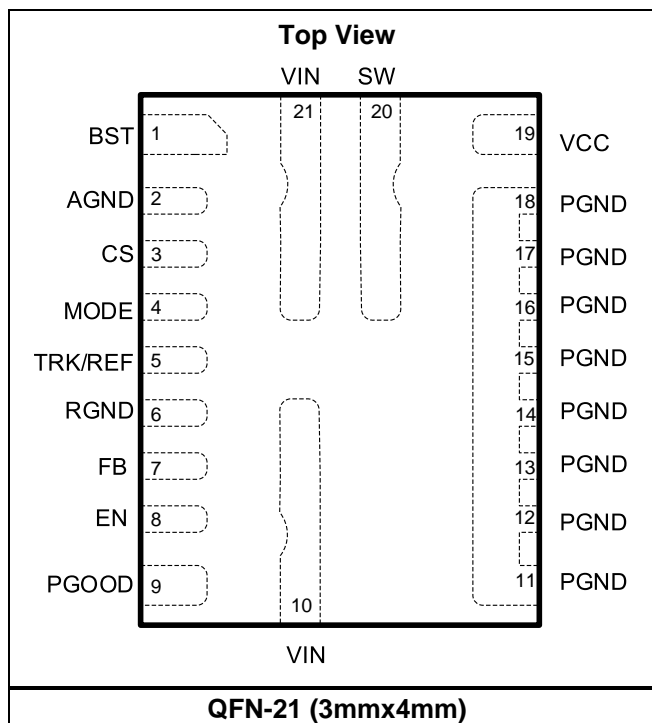 Top View
VIN SW
21 20
BST 1
19 VCC
AGND 2
18 PGND
CS 3
17 PGND
MODE 4
16 PGND
TRK/REF 5
15 PGND
RGND 6
14 PGND
FB 7
13 PGND
EN 8
12 PGND
PGOOD 9
11 PGND
10
VIN
QFN-21 (3mmx4mm)